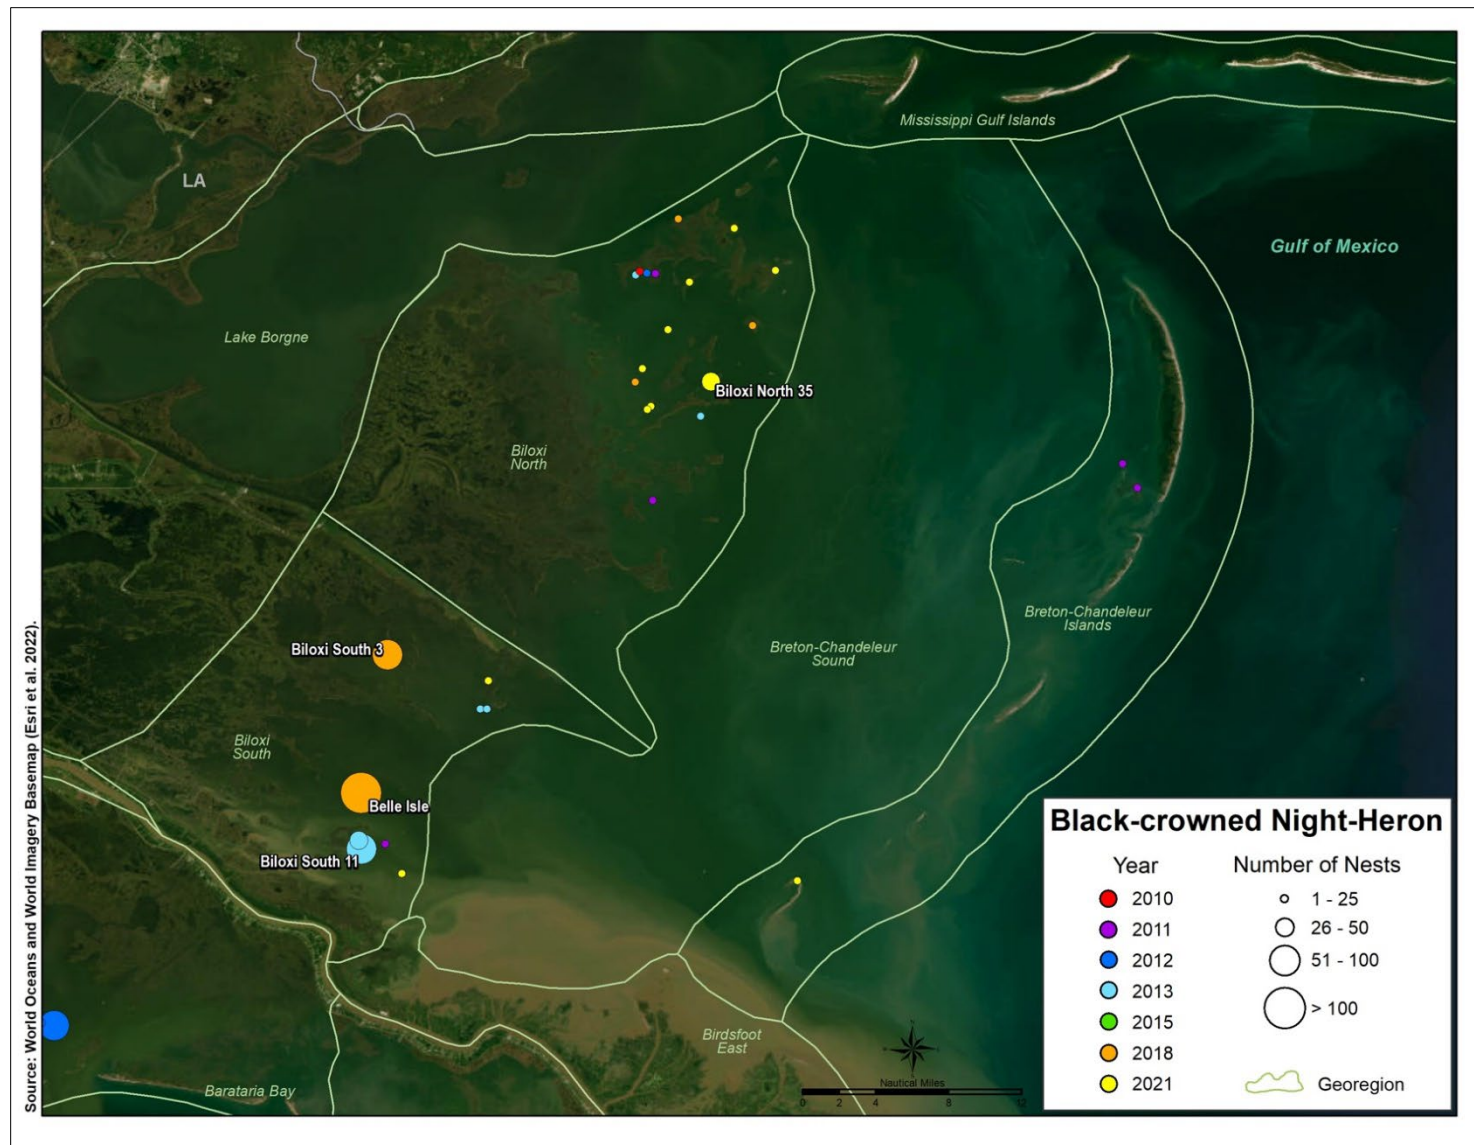 Mississippi Gulf Islands
LA
Gulf of Mexico
Lake Borgne
Biloxi North 35
Biloxi
North
Breton-Chandeleur
Islands
Biloxi South 3
Breton-Chandeleur
Sound
Biloxi
South
Belle Isle
Biloxi South 11
Birdsfoot
East
Barataria Bay
Nautical Miles
0 2 4 8 12
Black-crowned Night-Heron
Year
2010
2011
2012
2013
2015
2018
2021
Number of Nests
1 - 25
26 - 50
51 - 100
> 100
Georegion
Source: World Oceans and World Imagery Basemap (Esri et al. 2022).